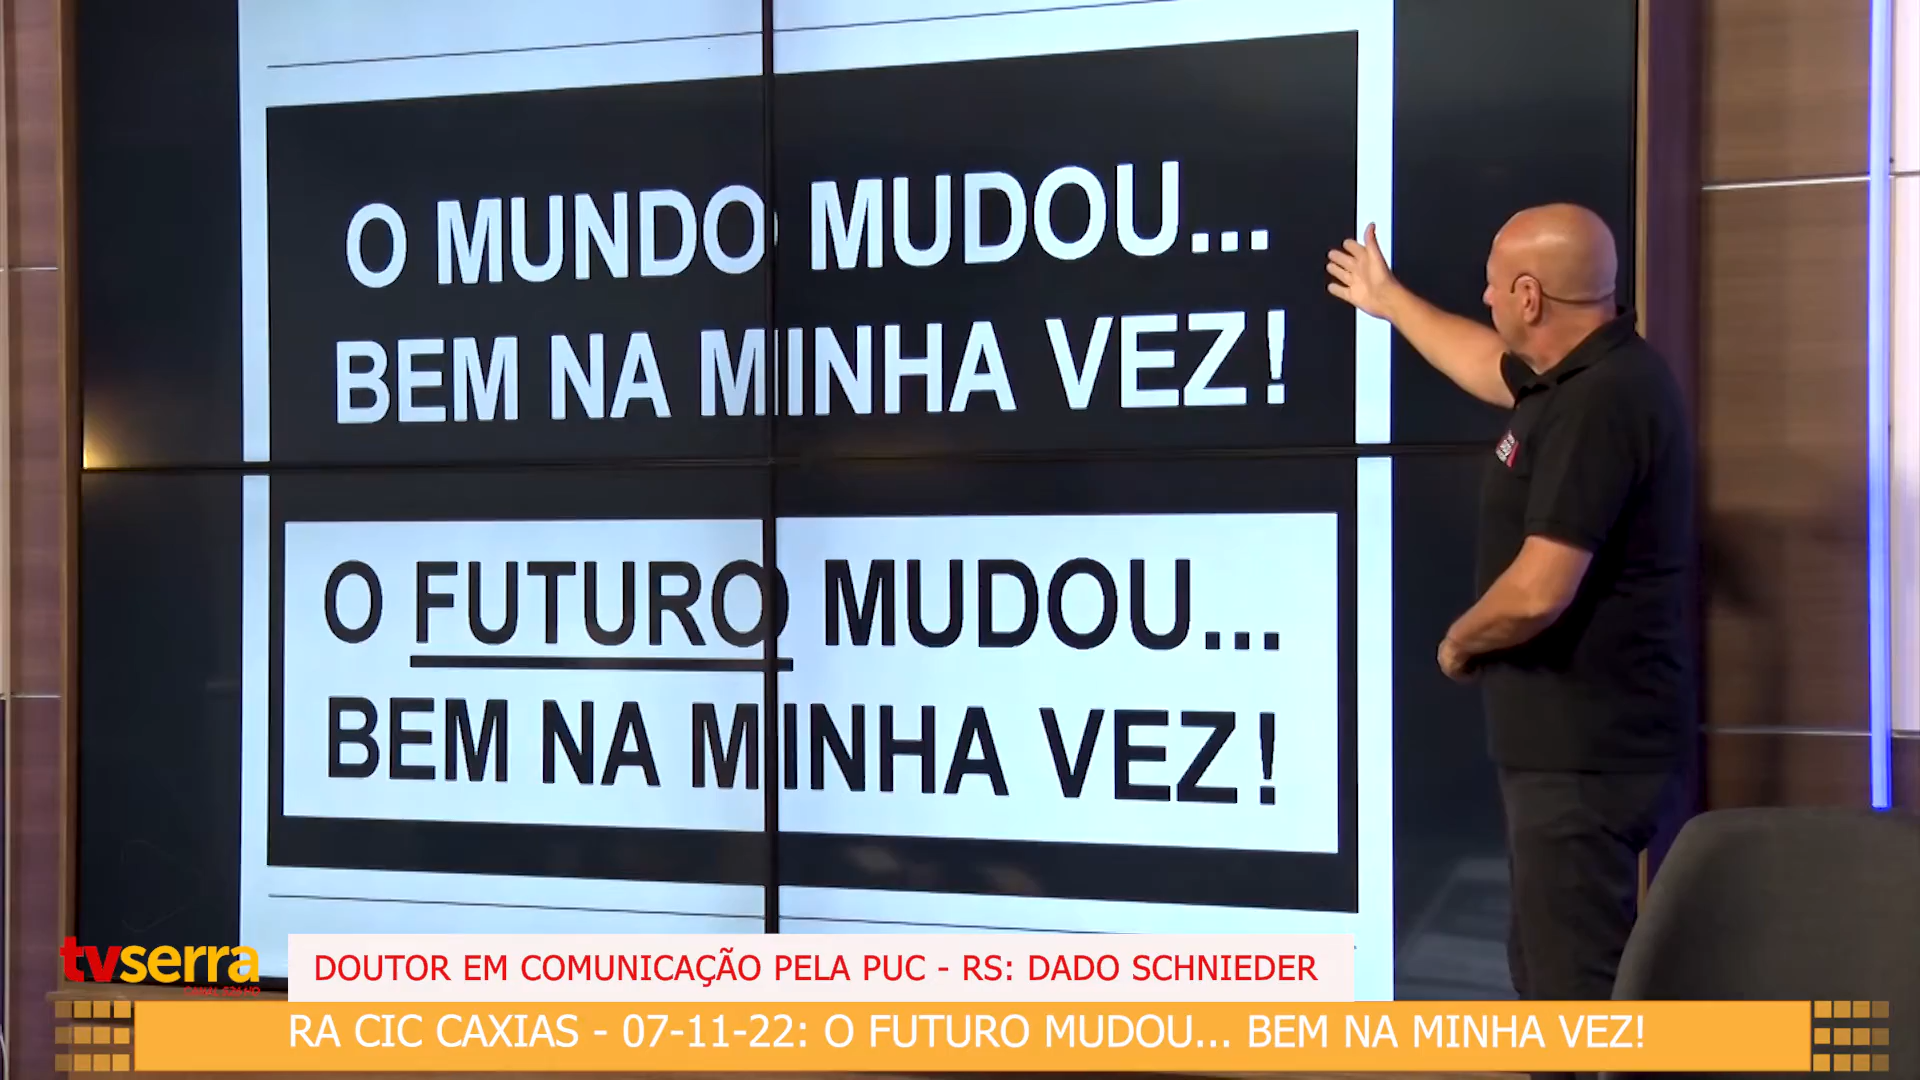 O MUNDO MUDOU...
BEM NA MINHA VEZ!
O FUTURO MUDOU...
BEM NA MINHA VEZ!
tvserra
DOUTOR EM COMUNICAÇÃO PELA PUC - RS: DADO SCHNIEDER
RA CIC CAXIAS - 07-11-22: O FUTURO MUDOU... BEM NA MINHA VEZ!